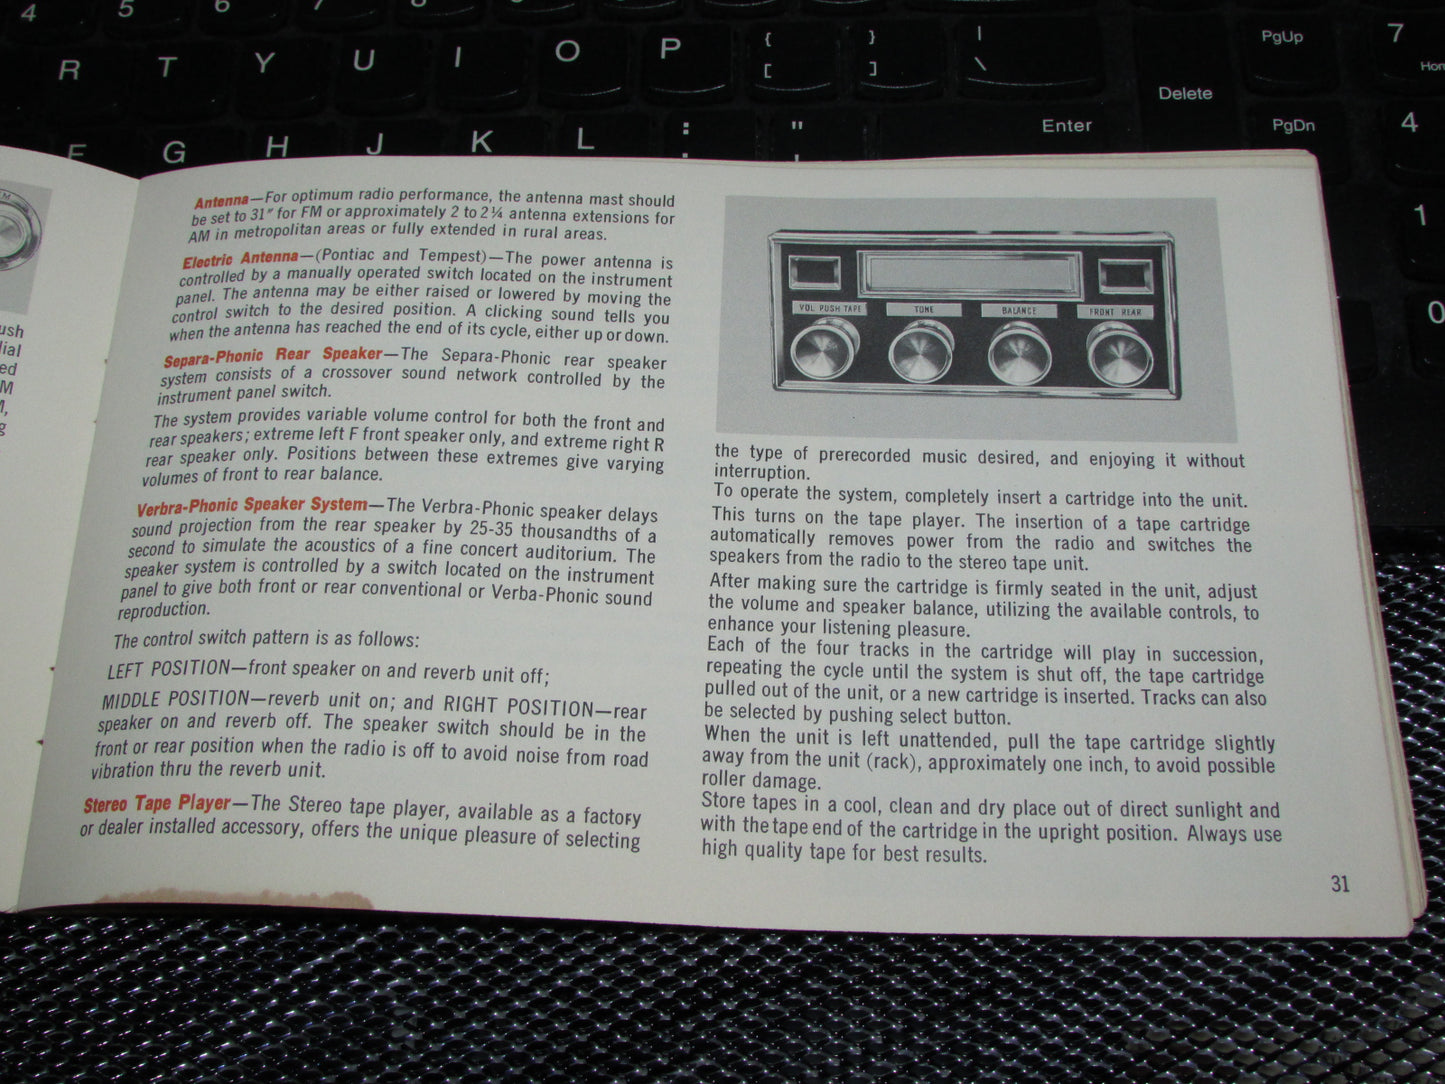 4 5 6 7 8 9 0 7
R T Y U I O P { [ } ] | \ Delete PgUp Hom
F G H J K L : ; " ' Enter PgDn 4
1
0
ush
dial
ed
M
M,
g
Antenna—For optimum radio performance, the antenna mast should
be set to 31" for FM or approximately 2 to 2¼ antenna extensions for
AM in metropolitan areas or fully extended in rural areas.
Electric Antenna—(Pontiac and Tempest)—The power antenna is
controlled by a manually operated switch located on the instrument
panel. The antenna may be either raised or lowered by moving the
control switch to the desired position. A clicking sound tells you
when the antenna has reached the end of its cycle, either up or down.
Separa-Phonic Rear Speaker—The Separa-Phonic rear speaker
system consists of a crossover sound network controlled by the
instrument panel switch.
The system provides variable volume control for both the front and
rear speakers; extreme left F front speaker only, and extreme right R
rear speaker only. Positions between these extremes give varying
volumes of front to rear balance.
Verbra-Phonic Speaker System—The Verbra-Phonic speaker delays
sound projection from the rear speaker by 25-35 thousandths of a
second to simulate the acoustics of a fine concert auditorium. The
speaker system is controlled by a switch located on the instrument
panel to give both front or rear conventional or Verba-Phonic sound
reproduction.
The control switch pattern is as follows:
LEFT POSITION—front speaker on and reverb unit off;
MIDDLE POSITION—reverb unit on; and RIGHT POSITION—rear
speaker on and reverb off. The speaker switch should be in the
front or rear position when the radio is off to avoid noise from road
vibration thru the reverb unit.
Stereo Tape Player—The Stereo tape player, available as a factory
or dealer installed accessory, offers the unique pleasure of selecting
VOL PUSH TAPE TONE BALANCE FRONT REAR
the type of prerecorded music desired, and enjoying it without
interruption.
To operate the system, completely insert a cartridge into the unit.
This turns on the tape player. The insertion of a tape cartridge
automatically removes power from the radio and switches the
speakers from the radio to the stereo tape unit.
After making sure the cartridge is firmly seated in the unit, adjust
the volume and speaker balance, utilizing the available controls, to
enhance your listening pleasure.
Each of the four tracks in the cartridge will play in succession,
repeating the cycle until the system is shut off, the tape cartridge
pulled out of the unit, or a new cartridge is inserted. Tracks can also
be selected by pushing select button.
When the unit is left unattended, pull the tape cartridge slightly
away from the unit (rack), approximately one inch, to avoid possible
roller damage.
Store tapes in a cool, clean and dry place out of direct sunlight and
with the tape end of the cartridge in the upright position. Always use
high quality tape for best results.
31